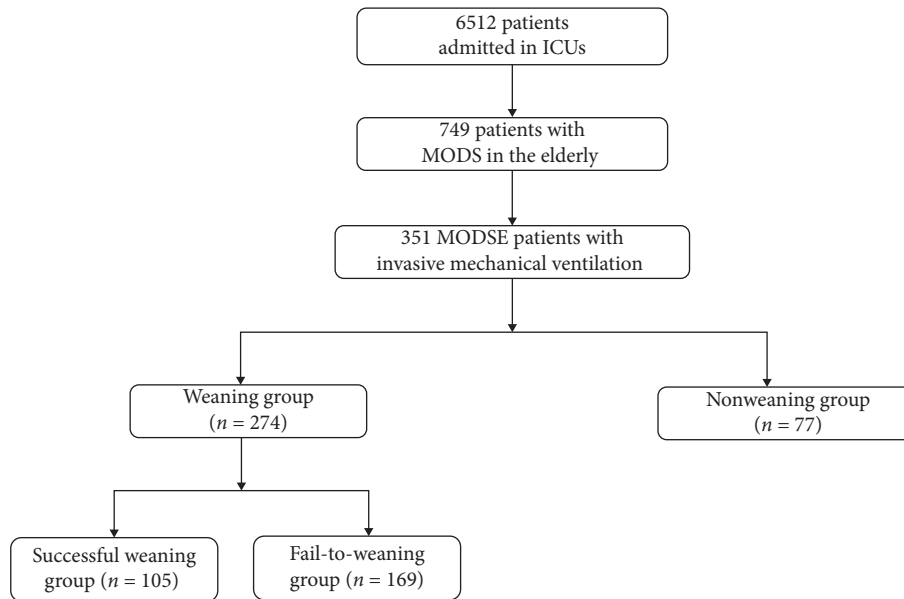 6512 patients
admitted in ICUs
749 patients with
MODS in the elderly
351 MODSE patients with
invasive mechanical ventilation
Weaning group
(n = 274)
Nonweaning group
(n = 77)
Successful weaning
group (n = 105)
Fail-to-weaning
group (n = 169)